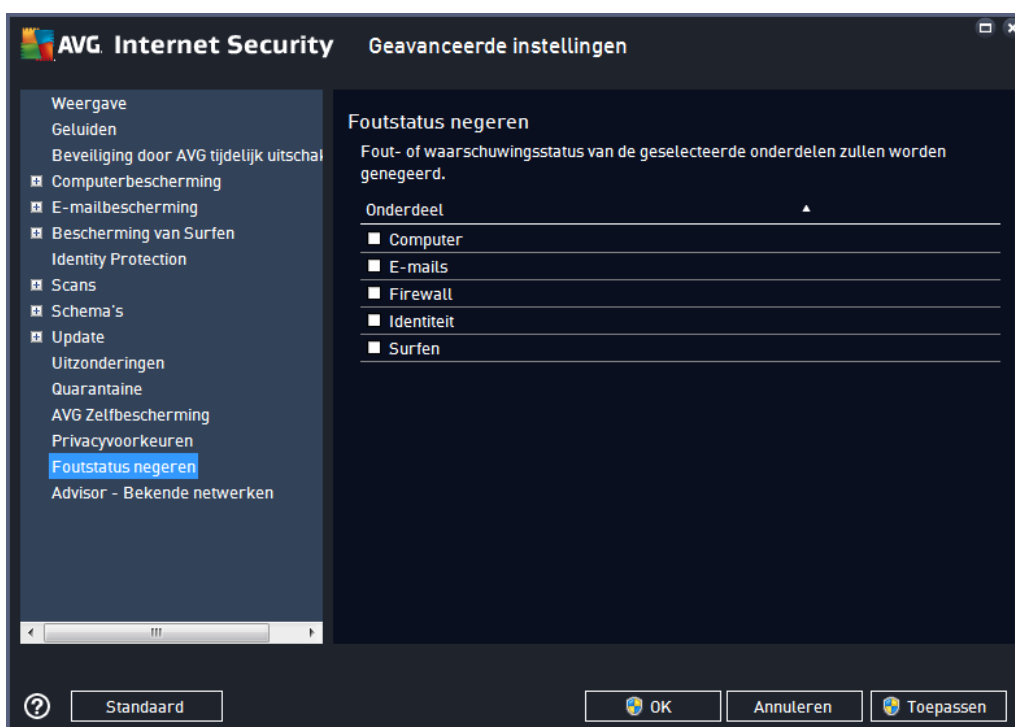 AVG. Internet Security Geavanceerde instellingen
Weergave
Geluiden
Beveiliging door AVG tijdelijk uitschal
Computerbescherming
E-mailbescherming
Bescherming van Surfen
Identity Protection
Scans
Schema's
Update
Uitzonderingen
Quarantaine
AVG Zelfbescherming
Privacyvoorkeuren
Foutstatus negeren
Advisor - Bekende netwerken
Foutstatus negeren
Fout- of waarschuwingsstatus van de geselecteerde onderdelen zullen worden
genegeerd.
Onderdeel
Computer
E-mails
Firewall
Identiteit
Surfen
Standaard
OK
Annuleren
Toepassen